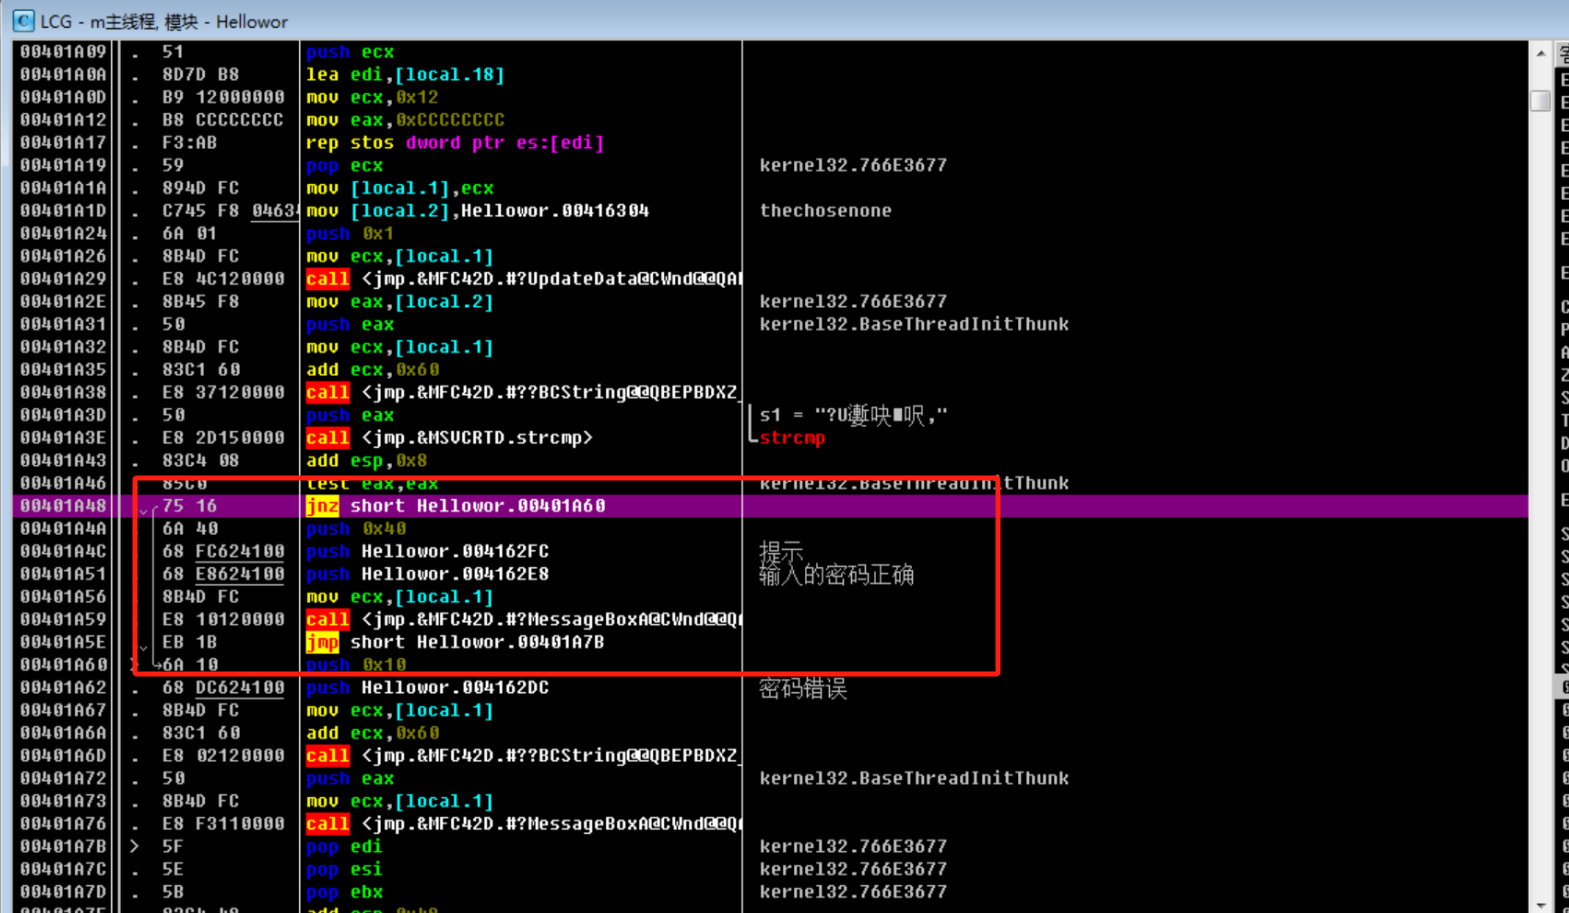 LCG - m主线程, 模块 - Hellowor
00401A09 . 51 push ecx
00401A0A . 8D7D B8 lea edi,[local.18]
00401A0D . B9 12000000 mov ecx,0x12
00401A12 . B8 CCCCCCCC mov eax,0xCCCCCCCC
00401A17 . F3:AB rep stos dword ptr es:[edi]
00401A19 . 59 pop ecx kernel32.766E3677
00401A1A . 894D FC mov [local.1],ecx
00401A1D . C745 F8 0463 mov [local.2],Hellowor.00416304 thechosenone
00401A24 . 6A 01 push 0x1
00401A26 . 8B4D FC mov ecx,[local.1]
00401A29 . E8 4C120000 call <jmp.&MFC42D.#?UpdateData@CWnd@@QA
00401A2E . 8B45 F8 mov eax,[local.2] kernel32.766E3677
00401A31 . 50 push eax kernel32.BaseThreadInitThunk
00401A32 . 8B4D FC mov ecx,[local.1]
00401A35 . 83C1 60 add ecx,0x60
00401A38 . E8 37120000 call <jmp.&MFC42D.#??BCString@@QBEPBDXZ_
00401A3D . 50 push eax s1 = "?U灪吷■呎,"
00401A3E . E8 2D150000 call <jmp.&MSVCRTD.strcmp> strcmp
00401A43 . 83C4 08 add esp,0x8
00401A46 85C0 test eax,eax kernel32.BaseThreadInitThunk
00401A48 75 16 jnz short Hellowor.00401A60
00401A4A 6A 40 push 0x40
00401A4C 68 FC624100 push Hellowor.004162FC 提示
00401A51 68 E8624100 push Hellowor.004162E8 输入的密码正确
00401A56 8B4D FC mov ecx,[local.1]
00401A59 E8 10120000 call <jmp.&MFC42D.#?MessageBoxA@CWnd@@Q
00401A5E EB 1B jmp short Hellowor.00401A7B
00401A60 > 6A 10 push 0x10
00401A62 . 68 DC624100 push Hellowor.004162DC 密码错误
00401A67 . 8B4D FC mov ecx,[local.1]
00401A6A . 83C1 60 add ecx,0x60
00401A6D . E8 02120000 call <jmp.&MFC42D.#??BCString@@QBEPBDXZ_
00401A72 . 50 push eax kernel32.BaseThreadInitThunk
00401A73 . 8B4D FC mov ecx,[local.1]
00401A76 . E8 F3110000 call <jmp.&MFC42D.#?MessageBoxA@CWnd@@Q
00401A7B > 5F pop edi kernel32.766E3677
00401A7C . 5E pop esi kernel32.766E3677
00401A7D . 5B pop ebx kernel32.766E3677